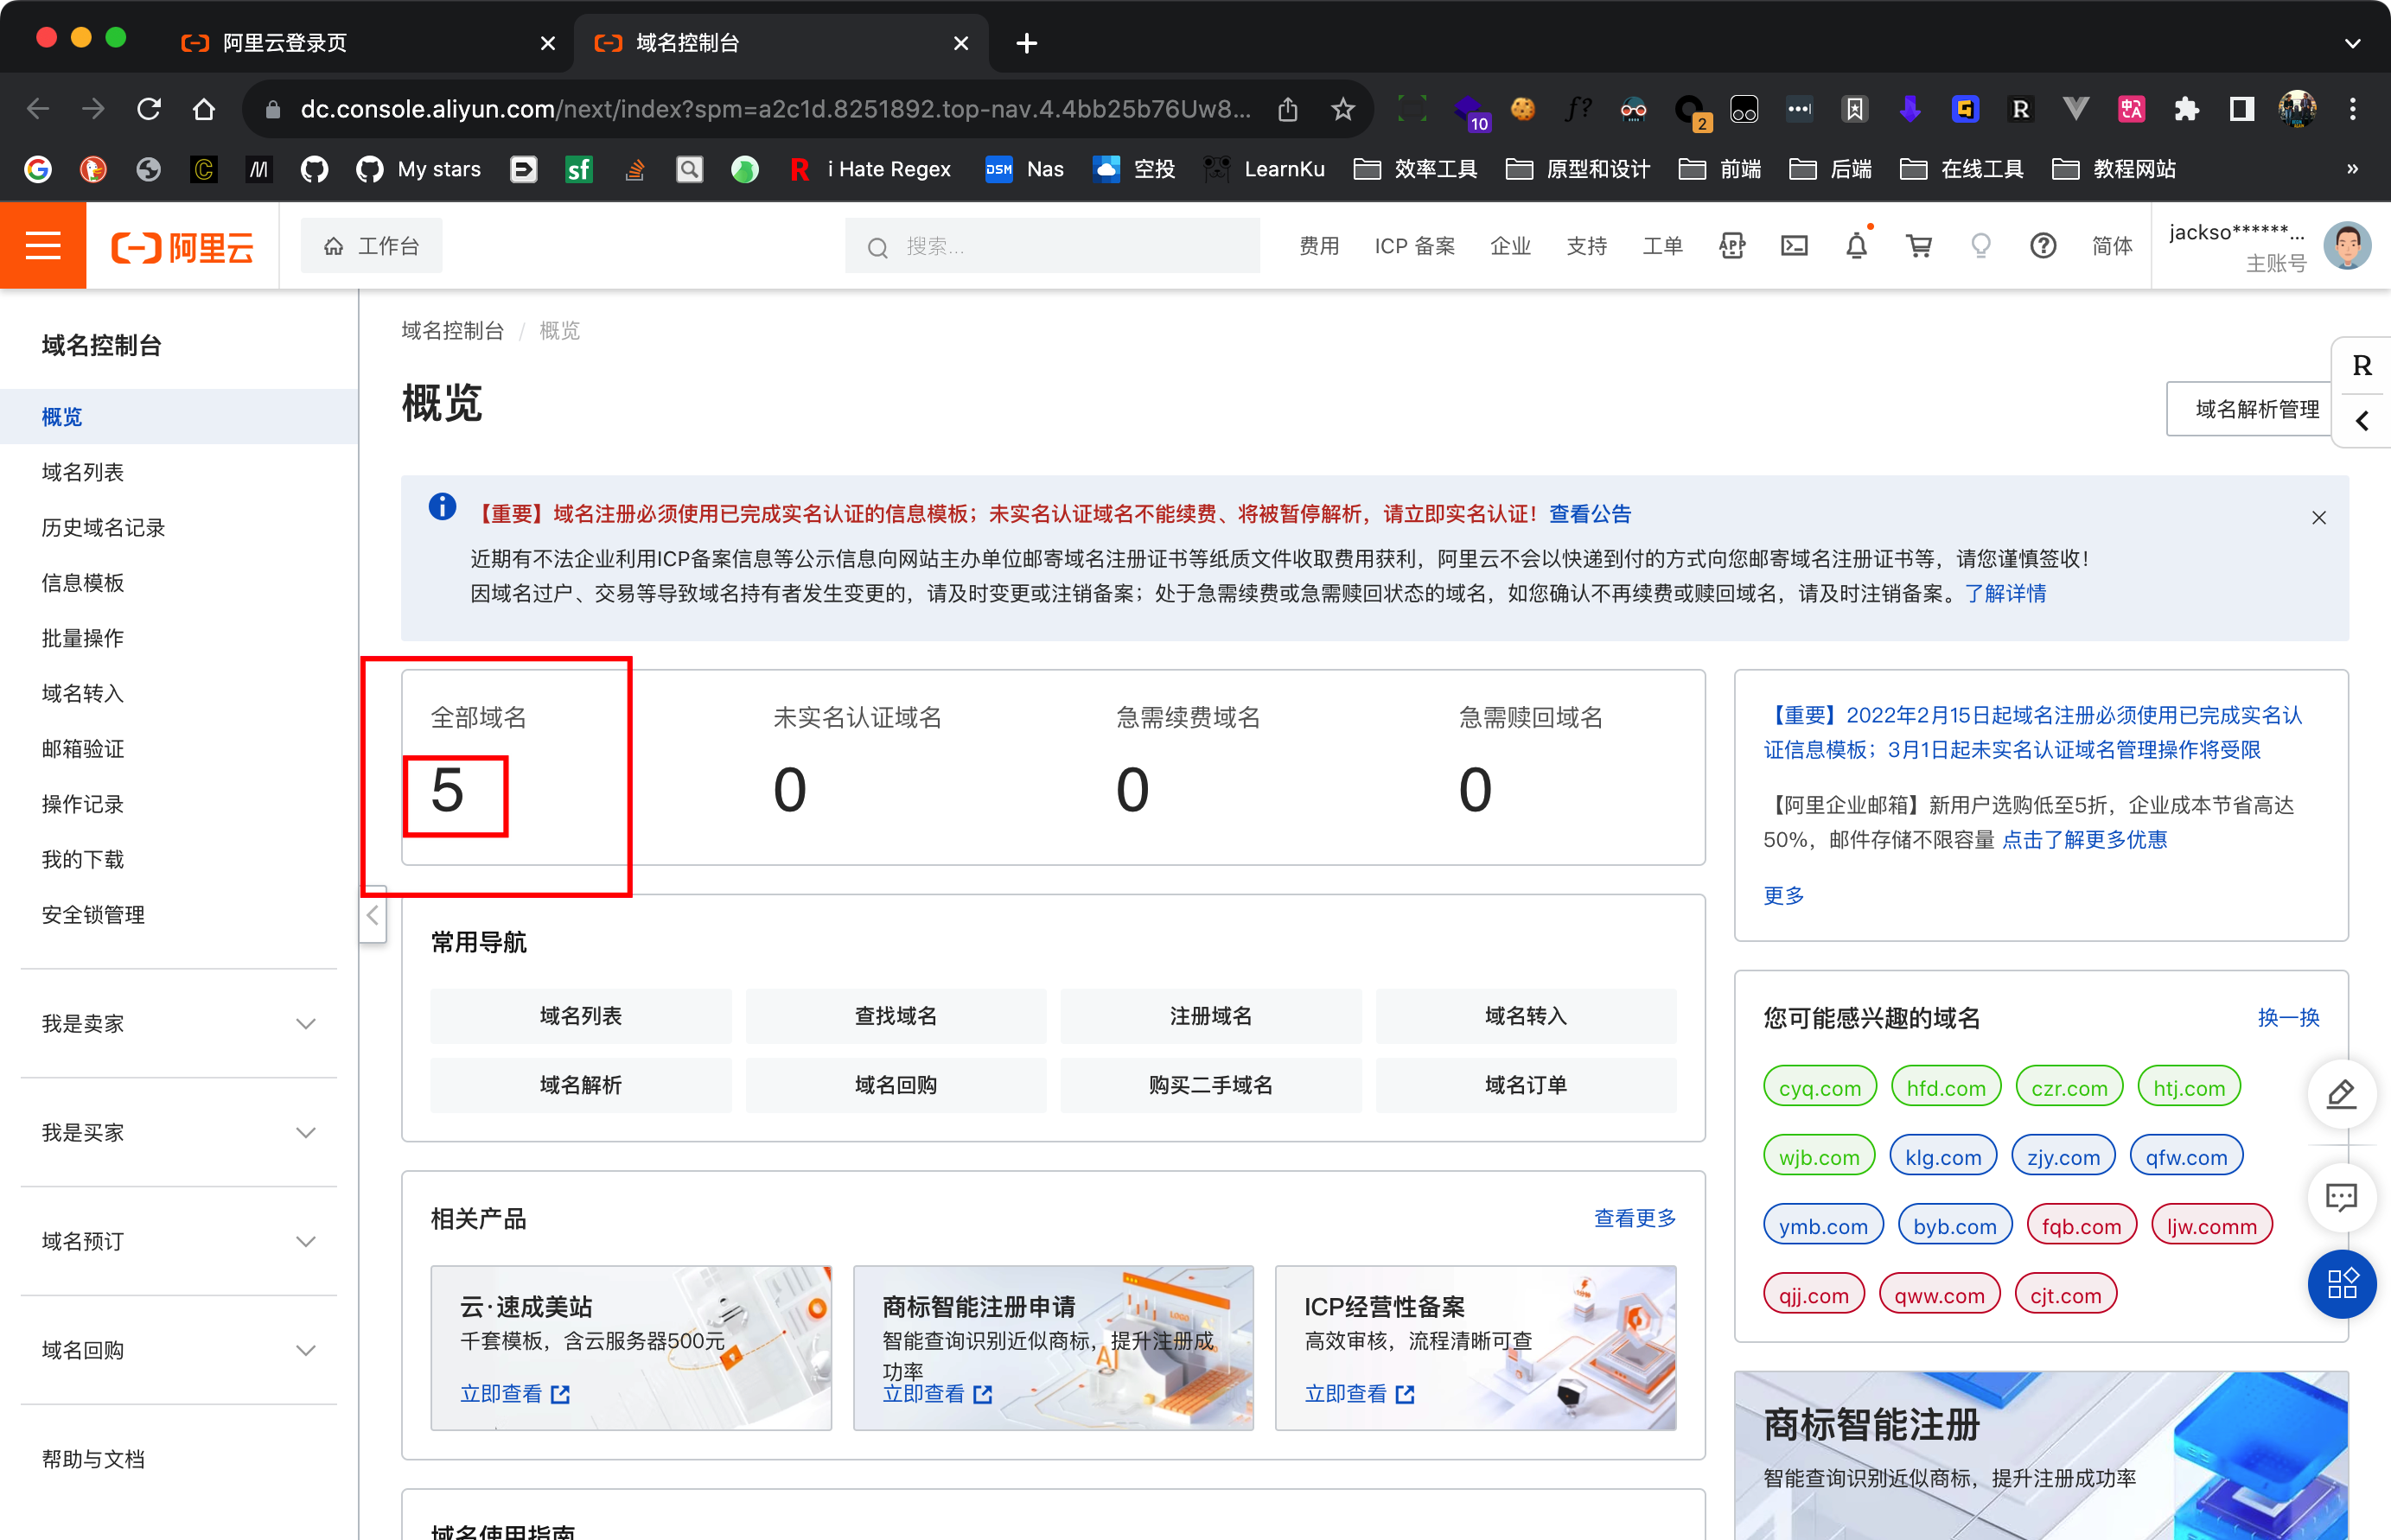 阿里云登录页
域名控制台
dc.console.aliyun.com/next/index?spm=a2c1d.8251892.top-nav.4.4bb25b76Uw8...
10
2
My stars
i Hate Regex
DSM Nas
空投
LearnKu
效率工具
原型和设计
前端
后端
在线工具
教程网站
阿里云
工作台
搜索...
费用
ICP 备案
企业
支持
工单
APP
简体
jackso******...
主账号
域名控制台
概览
域名列表
历史域名记录
信息模板
批量操作
域名转入
邮箱验证
操作记录
我的下载
安全锁管理
我是卖家
我是买家
域名预订
域名回购
帮助与文档
域名控制台 / 概览
概览
域名解析管理
R
【重要】域名注册必须使用已完成实名认证的信息模板；未实名认证域名不能续费、将被暂停解析，请立即实名认证！查看公告
近期有不法企业利用ICP备案信息等公示信息向网站主办单位邮寄域名注册证书等纸质文件收取费用获利，阿里云不会以快递到付的方式向您邮寄域名注册证书等，请您谨慎签收！
因域名过户、交易等导致域名持有者发生变更的，请及时变更或注销备案；处于急需续费或急需赎回状态的域名，如您确认不再续费或赎回域名，请及时注销备案。了解详情
全部域名
5
未实名认证域名
0
急需续费域名
0
急需赎回域名
0
常用导航
域名列表
查找域名
注册域名
域名转入
域名解析
域名回购
购买二手域名
域名订单
相关产品
查看更多
云·速成美站
千套模板，含云服务器500元
立即查看
商标智能注册申请
智能查询识别近似商标，提升注册成
功率
立即查看
ICP经营性备案
高效审核，流程清晰可查
立即查看
域名使用指南
【重要】2022年2月15日起域名注册必须使用已完成实名认
证信息模板；3月1日起未实名认证域名管理操作将受限
【阿里企业邮箱】新用户选购低至5折，企业成本节省高达
50%，邮件存储不限容量 点击了解更多优惠
更多
您可能感兴趣的域名
换一换
cyq.com
hfd.com
czr.com
htj.com
wjb.com
klg.com
zjy.com
qfw.com
ymb.com
byb.com
fqb.com
ljw.comm
qjj.com
qww.com
cjt.com
商标智能注册
智能查询识别近似商标，提升注册成功率